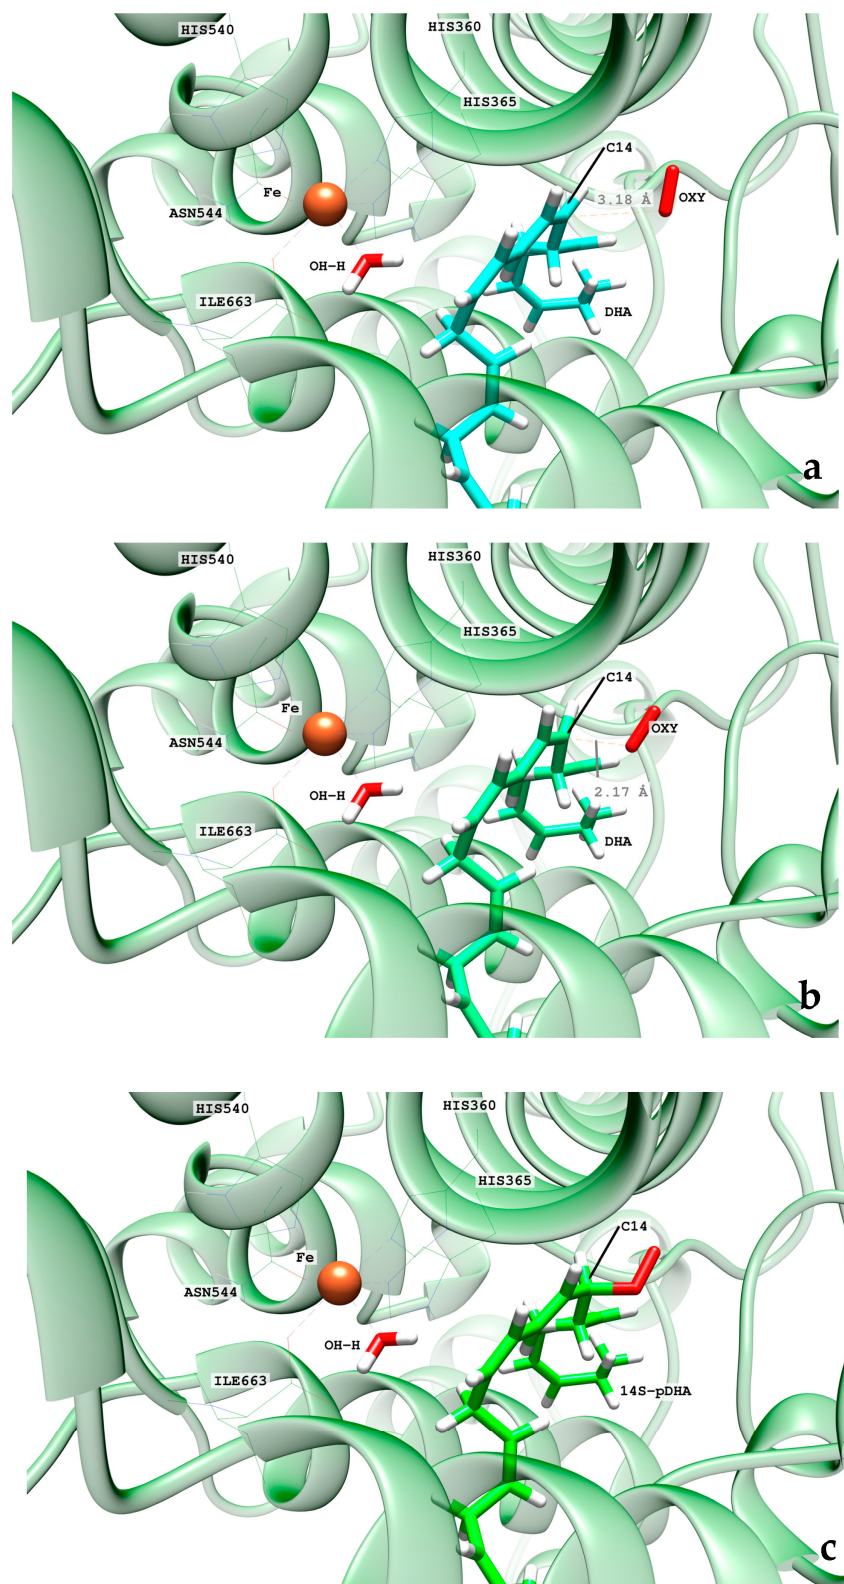 HIS540
HIS360
HIS365
C14
3.18 Å
OXY
Fe
ASN544
OH-H
ILE663
DHA
a
HIS540
HIS360
HIS365
C14
Fe
OXY
ASN544
OH-H
2.17 Å
ILE663
DHA
b
HIS540
HIS360
HIS365
C14
Fe
ASN544
OH-H
ILE663
14S-pDHA
c